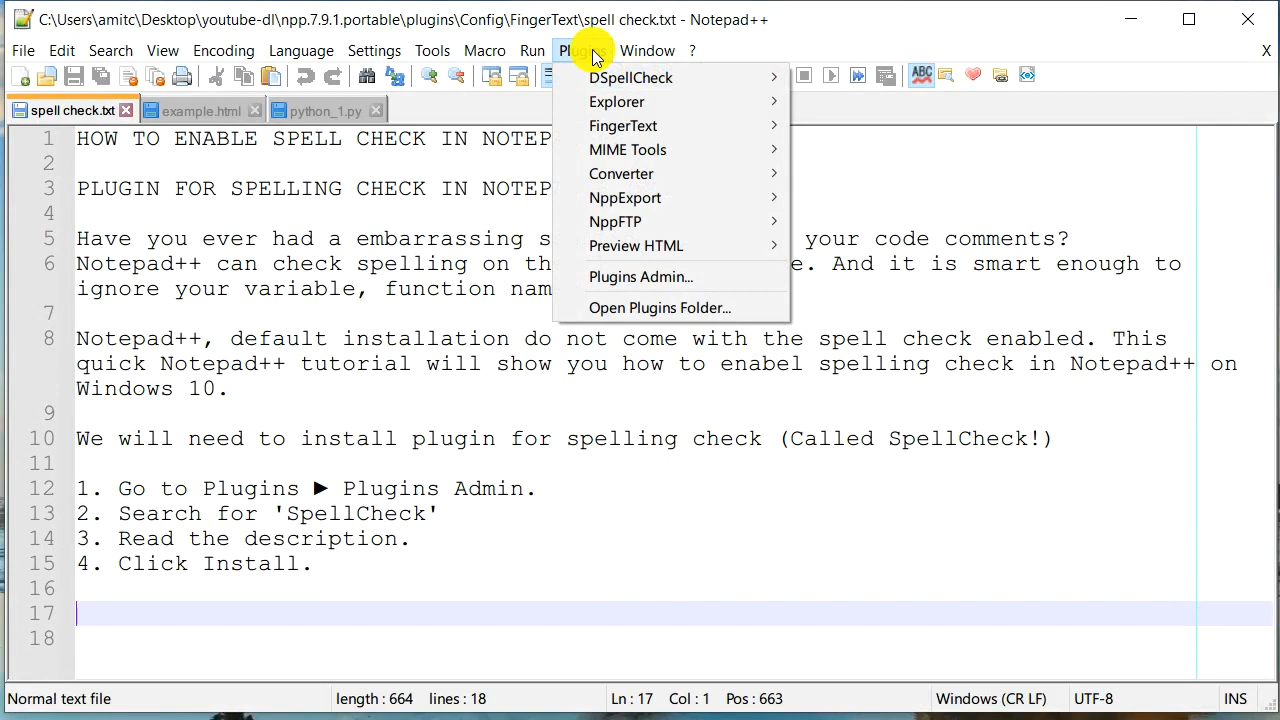 C:\Users\amitc\Desktop\youtube-dl\npp.7.9.1.portable\plugins\Config\FingerText\spell check.txt - Notepad++
File Edit Search View Encoding Language Settings Tools Macro Run Plugins Window ? X
ABC
spell check.txt example.html python_1.py
DSpellCheck
Explorer
FingerText
MIME Tools
Converter
NppExport
NppFTP
Preview HTML
Plugins Admin...
Open Plugins Folder...
1 HOW TO ENABLE SPELL CHECK IN NOTEP
2
3 PLUGIN FOR SPELLING CHECK IN NOTEP
4
5 Have you ever had a embarrassing s your code comments?
6 Notepad++ can check spelling on th e. And it is smart enough to
ignore your variable, function nam
7
8 Notepad++, default installation do not come with the spell check enabled. This
quick Notepad++ tutorial will show you how to enabel spelling check in Notepad++ on
Windows 10.
9
10 We will need to install plugin for spelling check (Called SpellCheck!)
11
12 1. Go to Plugins ► Plugins Admin.
13 2. Search for 'SpellCheck'
14 3. Read the description.
15 4. Click Install.
16
17
18
Normal text file length : 664 lines : 18 Ln : 17 Col : 1 Pos : 663 Windows (CR LF) UTF-8 INS